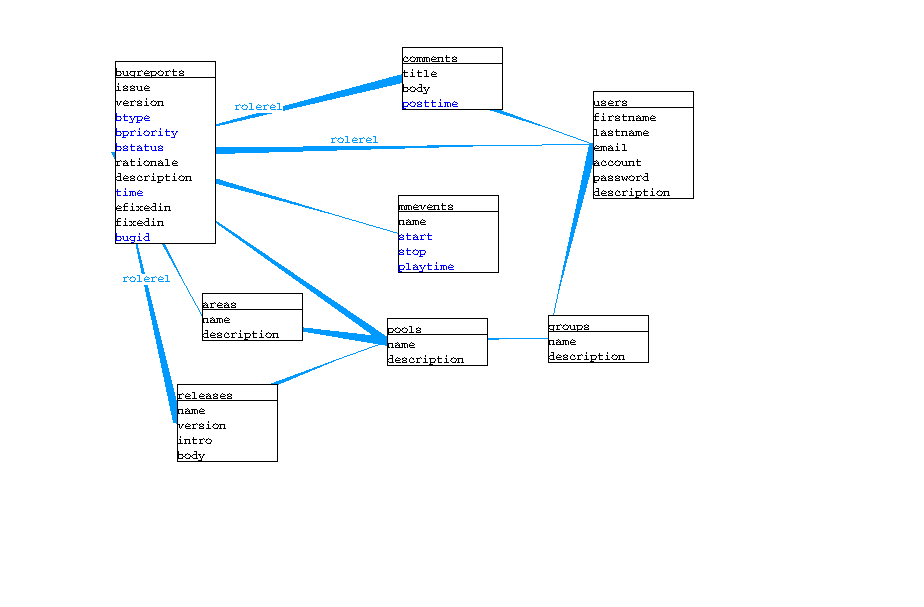 bugreports
issue
version
btype
bpriority
bstatus
rationale
description
time
efixedin
fixedin
bugid
rolerel
comments
title
body
posttime
rolerel
users
firstname
lastname
email
account
password
description
mmevents
name
start
stop
playtime
rolerel
areas
name
description
pools
name
description
groups
name
description
releases
name
version
intro
body